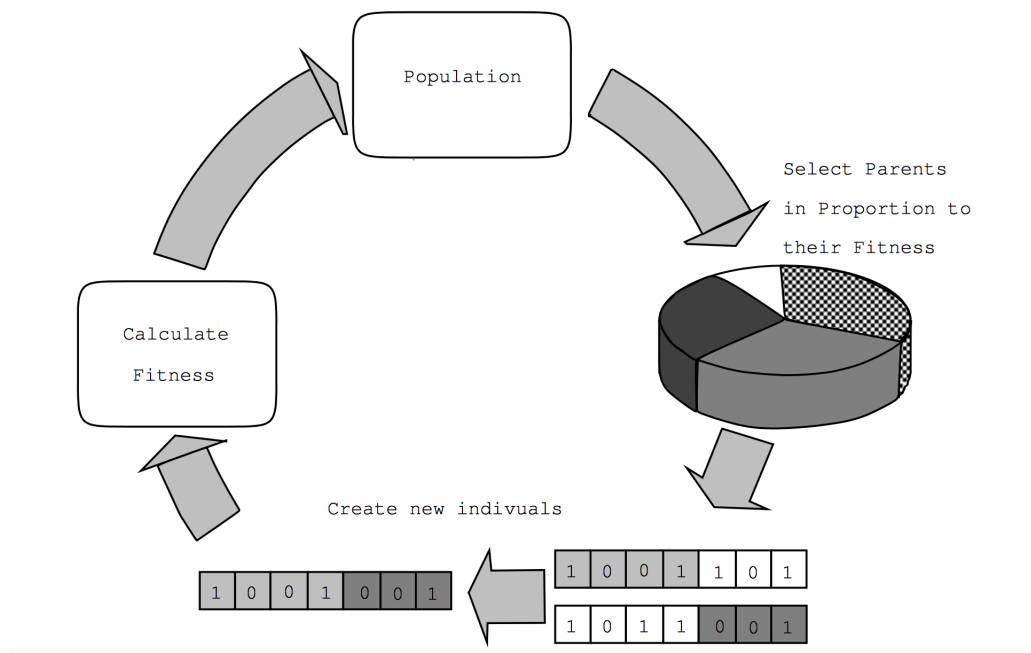 Population
Select Parents
in Proportion to
their Fitness
Calculate
Fitness
Create new indivuals
1 0 0 1 1 0 1
1 0 0 1 0 0 1
1 0 1 1 0 0 1